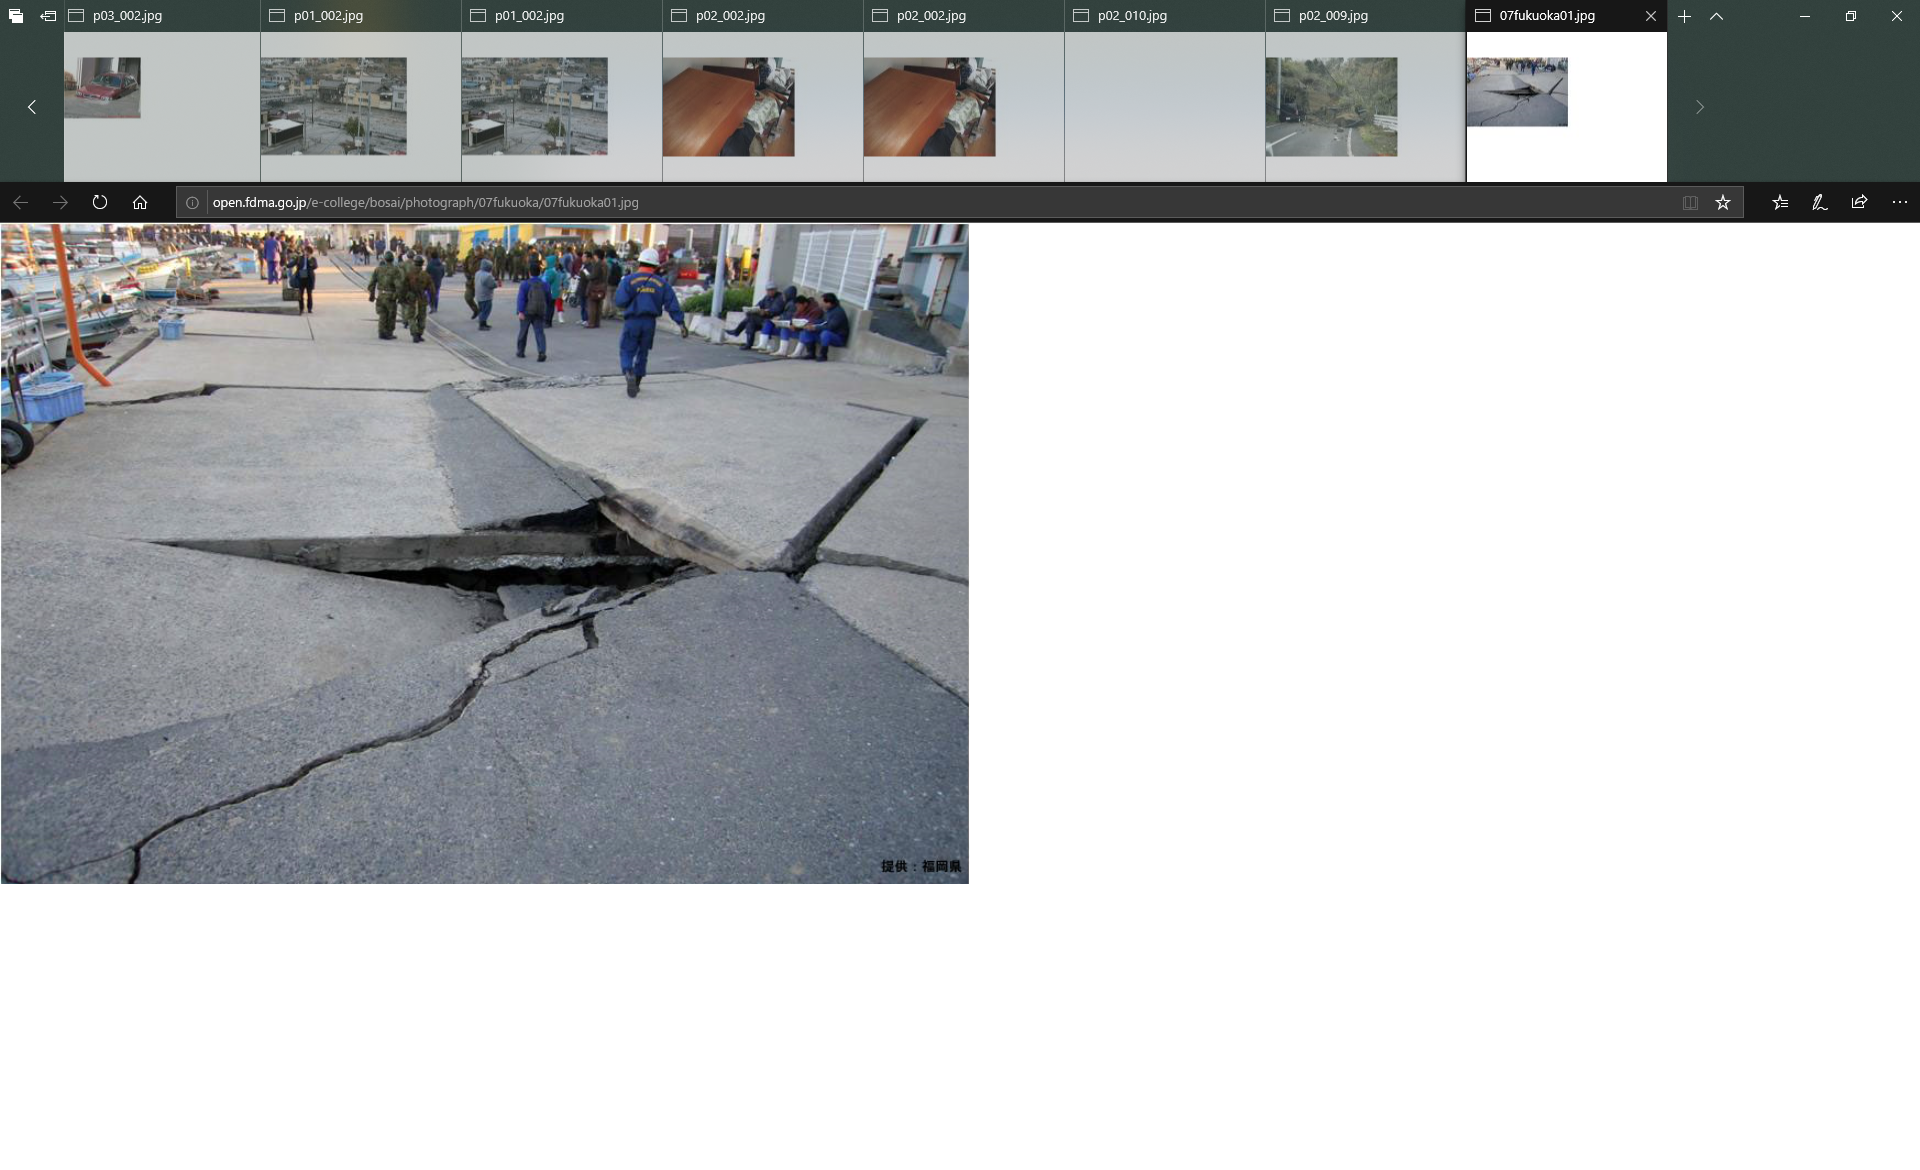 p03_002.jpg
p01_002.jpg
p01_002.jpg
p02_002.jpg
p02_002.jpg
p02_010.jpg
p02_009.jpg
07fukuoka01.jpg
open.fdma.go.jp/e-college/bosai/photograph/07fukuoka/07fukuoka01.jpg
提供：福岡県